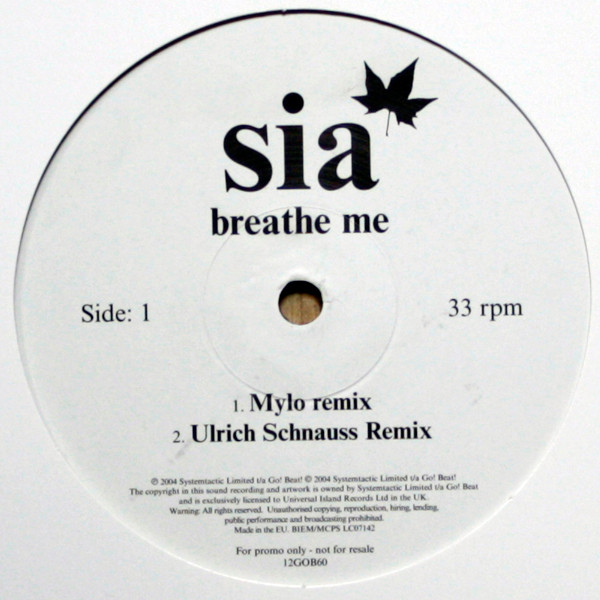 sia
breathe me
Side: 1
33 rpm
1. Mylo remix
2. Ulrich Schnauss Remix
℗ 2004 Systemtactic Limited t/a Go! Beat! © 2004 Systemtactic Limited t/a Go! Beat!
The copyright in this sound recording and artwork is owned by Systemtactic Limited t/a Go! Beat
and is exclusively licensed to Universal Island Records Ltd in the UK.
Warning: All rights reserved. Unauthorised copying, reproduction, hiring, lending,
public performance and broadcasting prohibited.
Made in the EU. BIEM/MCPS LC07142
For promo only - not for resale
12GOB60